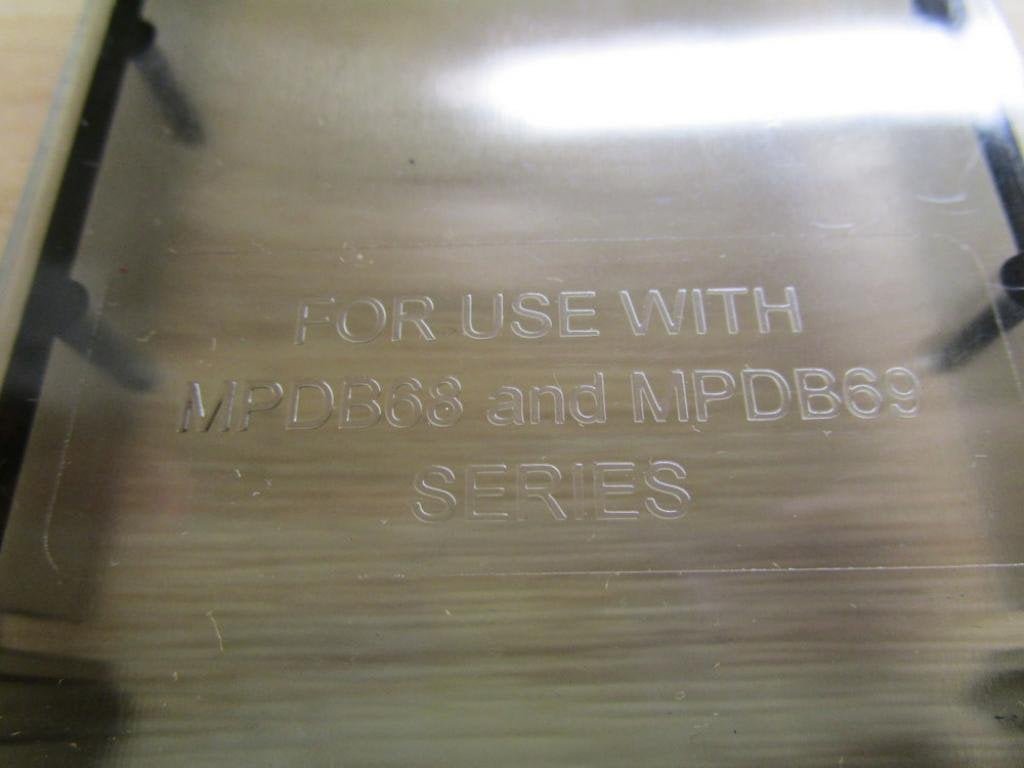 FOR USE WITH
MPDB68 and MPDB69
SERIES